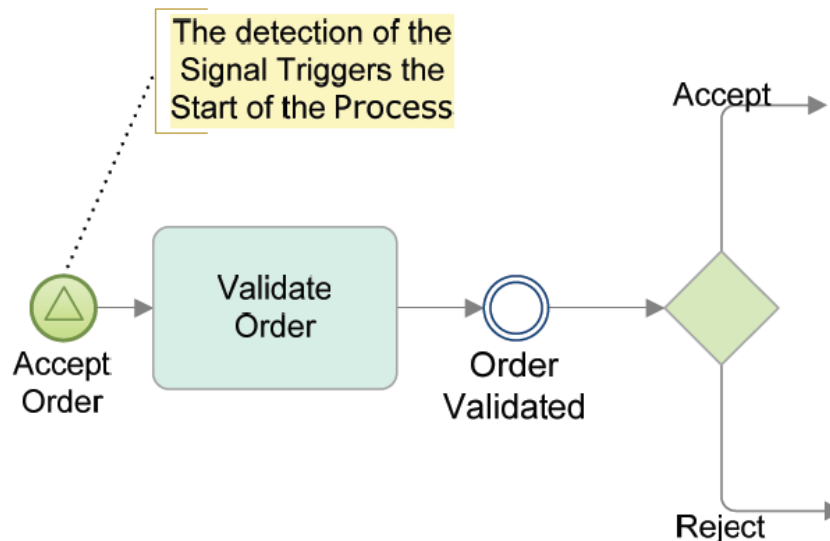 The detection of the
Signal Triggers the
Start of the Process
Accept
Validate
Order
Accept
Order
Order
Validated
Reject